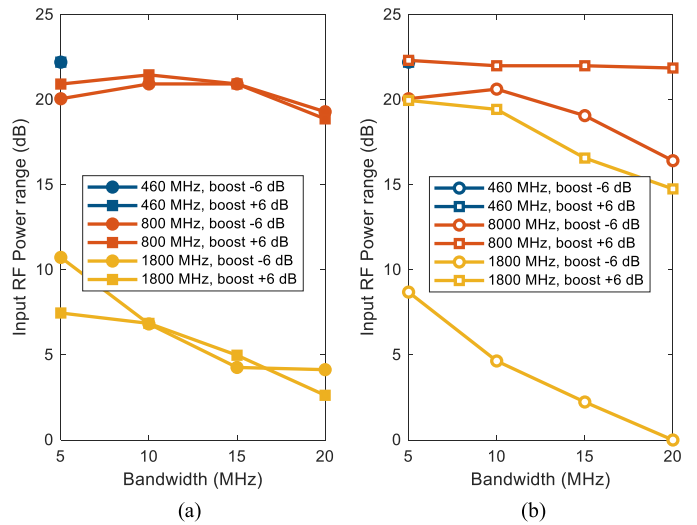 25
20
15
10
5
0
Input RF Power range (dB)
460 MHz, boost -6 dB
460 MHz, boost +6 dB
800 MHz, boost -6 dB
800 MHz, boost +6 dB
1800 MHz, boost -6 dB
1800 MHz, boost +6 dB
5 10 15 20
Bandwidth (MHz)
(a)
25
20
15
10
5
0
Input RF Power range (dB)
460 MHz, boost -6 dB
460 MHz, boost +6 dB
8000 MHz, boost -6 dB
800 MHz, boost +6 dB
1800 MHz, boost -6 dB
1800 MHz, boost +6 dB
5 10 15 20
Bandwidth (MHz)
(b)